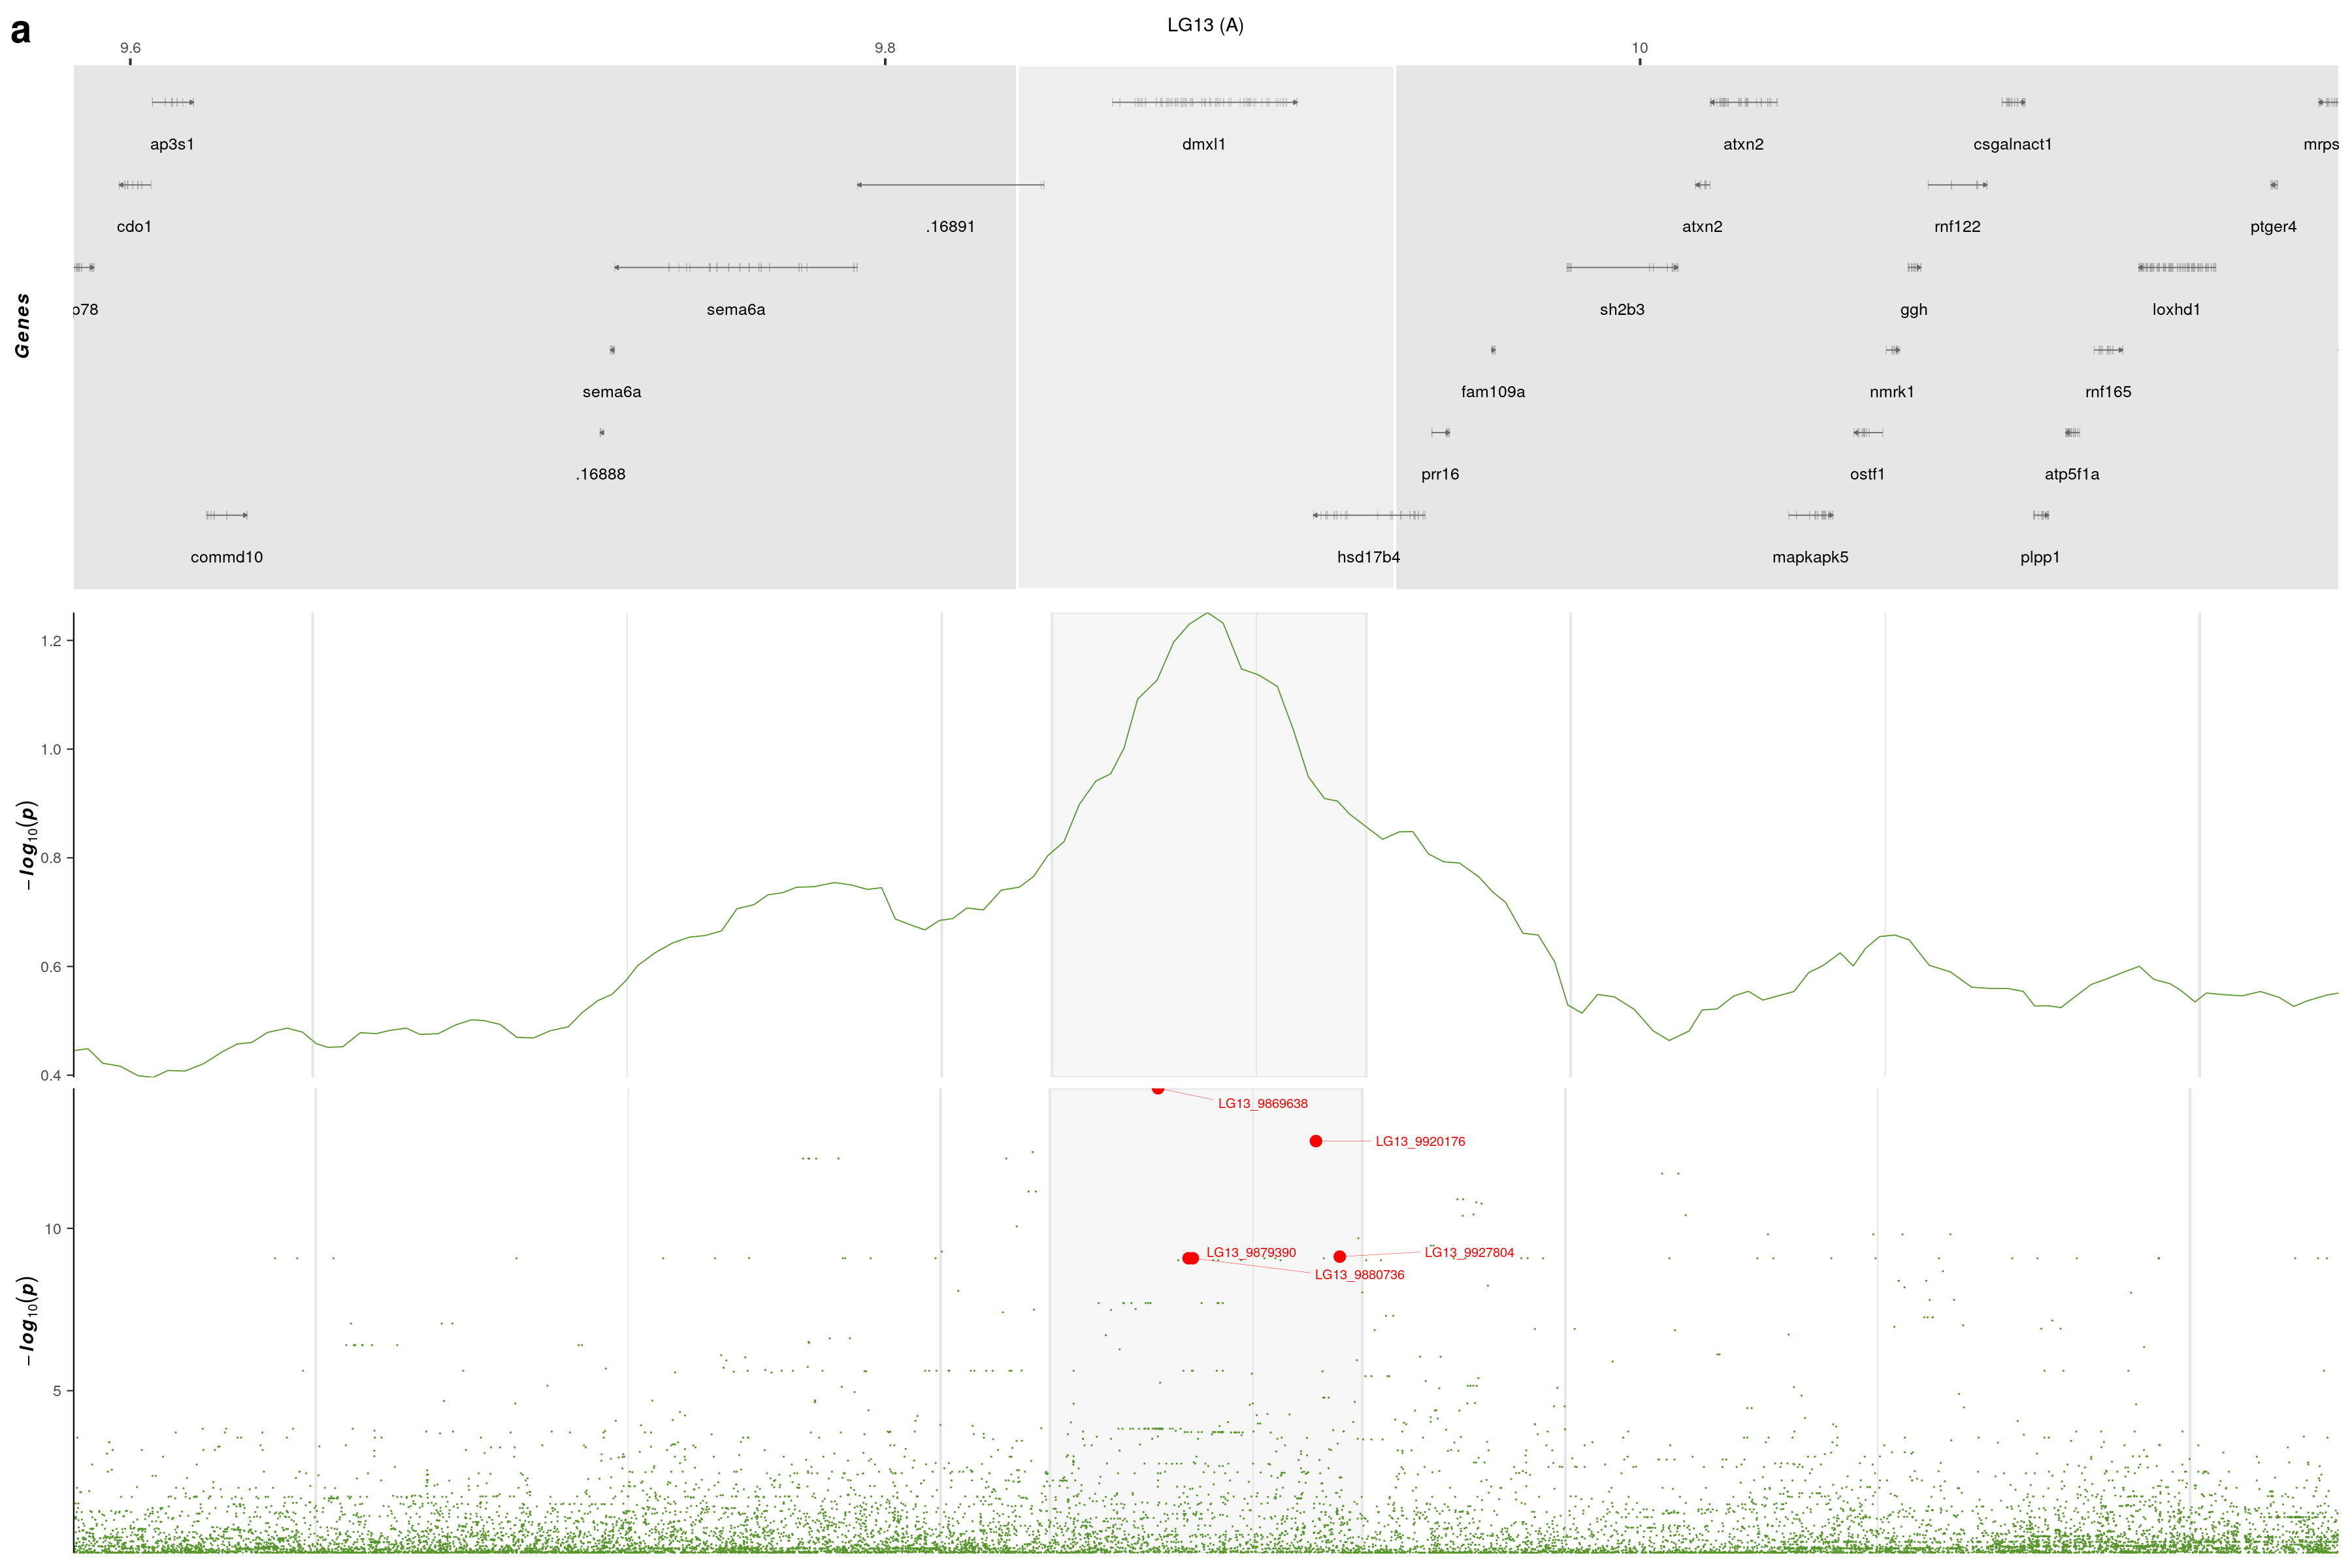 a
LG13 (A)
9.6 9.8 10
ap3s1 dmxl1 atxn2 csgalnact1 mrps
cdo1 .16891 atxn2 rnf122 ptger4
p78 sema6a sh2b3 ggh loxhd1
Genes
sema6a fam109a nmrk1 rnf165
.16888 prr16 ostf1 atp5f1a
commd10 hsd17b4 mapkapk5 plpp1
1.2
1.0
0.8
0.6
0.4
−log10(p)
LG13_9869638
LG13_9920176
10
LG13_9879390 LG13_9927804
LG13_9880736
5
−log10(p)